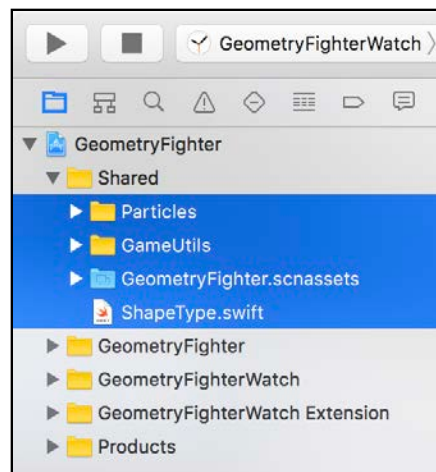 GeometryFighterWatch
GeometryFighter
Shared
Particles
GameUtils
GeometryFighter.scnassets
ShapeType.swift
GeometryFighter
GeometryFighterWatch
GeometryFighterWatch Extension
Products